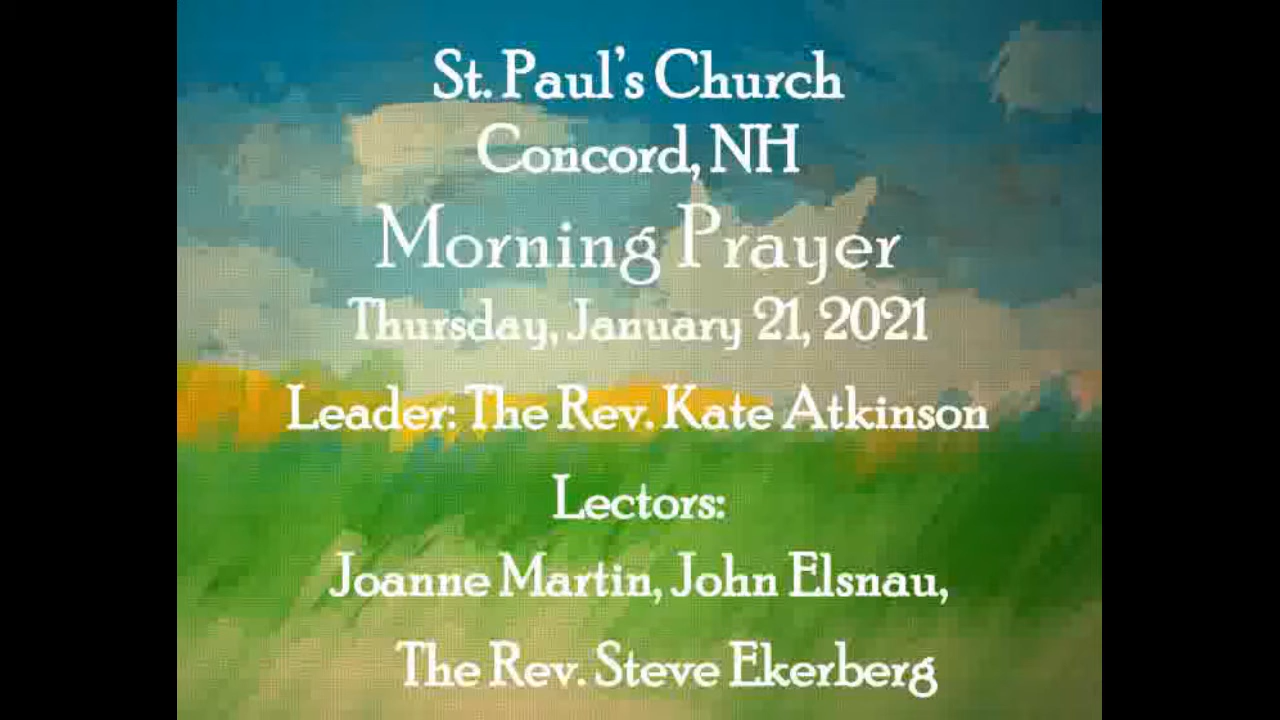 St. Paul's Church
Concord, NH
Morning Prayer
Thursday, January 21, 2021
Leader: The Rev. Kate Atkinson
Lectors:
Joanne Martin, John Elsnau,
The Rev. Steve Ekerberg